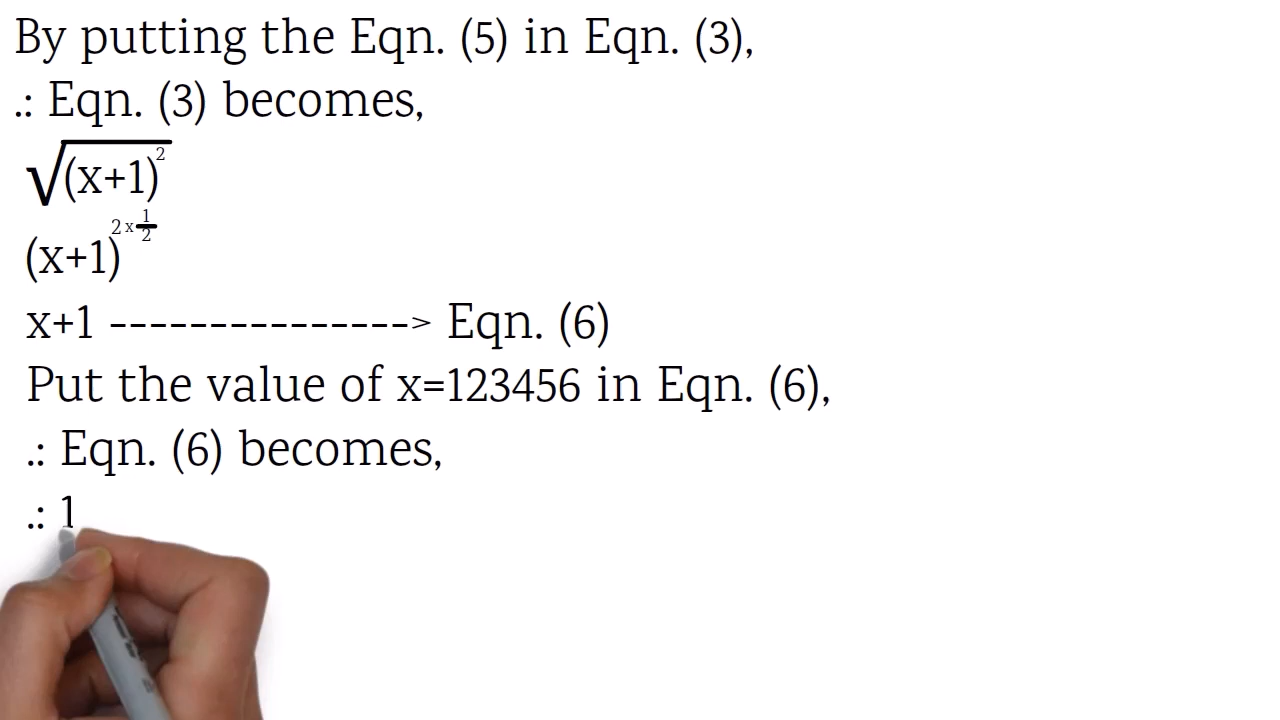 By putting the Eqn. (5) in Eqn. (3),
.: Eqn. (3) becomes,
√(x+1)²
(x+1)^2x1/2
x+1 ---------------> Eqn. (6)
Put the value of x=123456 in Eqn. (6),
.: Eqn. (6) becomes,
.: 1